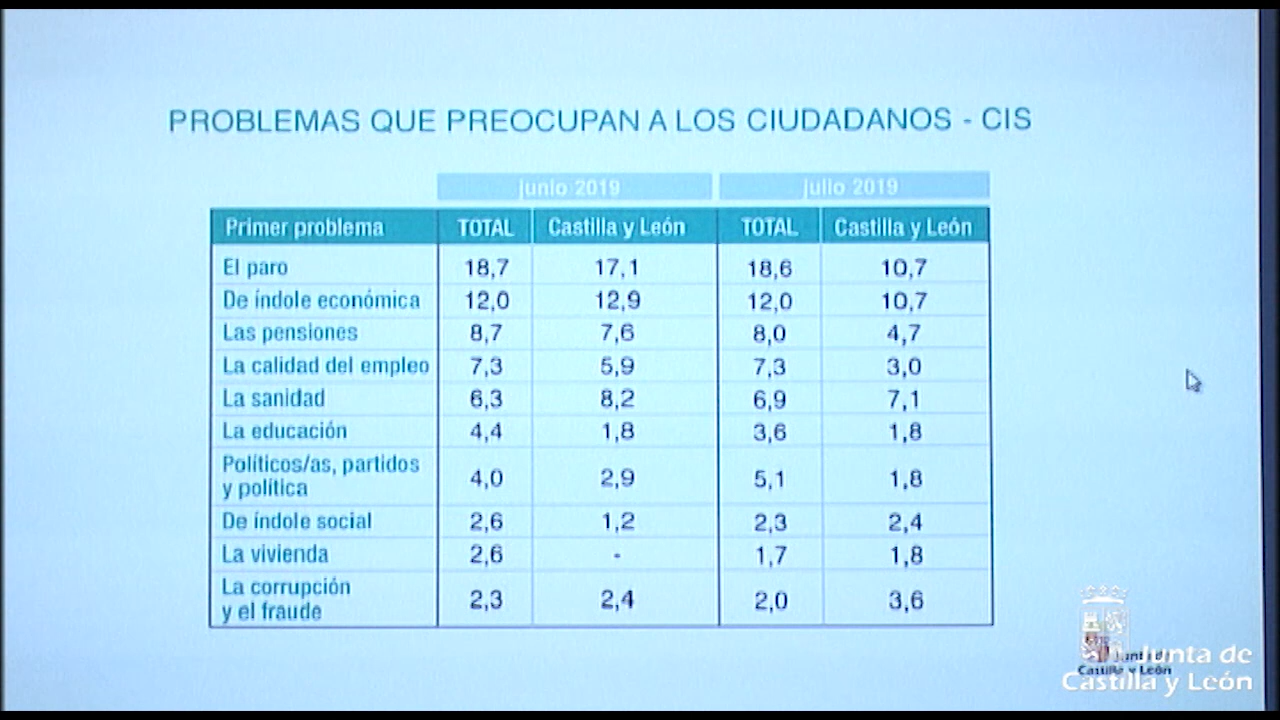 PROBLEMAS QUE PREOCUPAN A LOS CIUDADANOS - CIS
junio 2019 julio 2019
Primer problema TOTAL Castilla y León TOTAL Castilla y León
El paro 18,7 17,1 18,6 10,7
De índole económica 12,0 12,9 12,0 10,7
Las pensiones 8,7 7,6 8,0 4,7
La calidad del empleo 7,3 5,9 7,3 3,0
La sanidad 6,3 8,2 6,9 7,1
La educación 4,4 1,8 3,6 1,8
Políticos/as, partidos
y política 4,0 2,9 5,1 1,8
De índole social 2,6 1,2 2,3 2,4
La vivienda 2,6 - 1,7 1,8
La corrupción
y el fraude 2,3 2,4 2,0 3,6
Junta de
Castilla y León
Junta de
Castilla y León